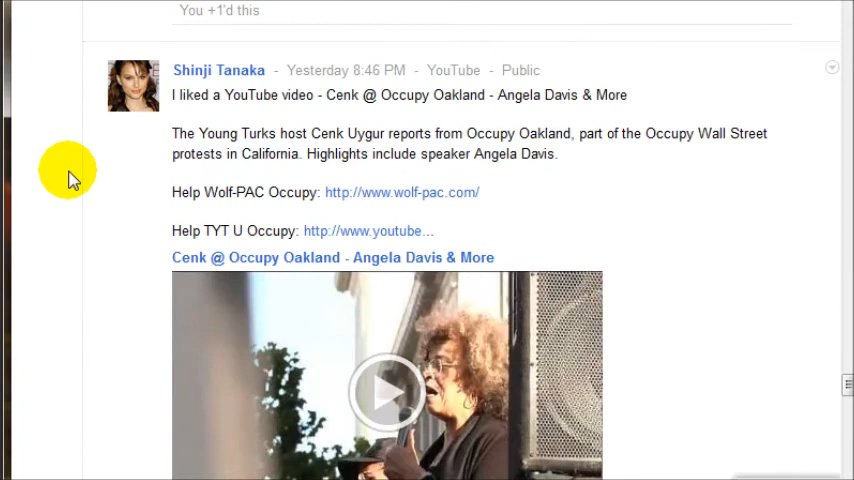 You +1'd this
Shinji Tanaka - Yesterday 8:46 PM - YouTube - Public
I liked a YouTube video - Cenk @ Occupy Oakland - Angela Davis & More
The Young Turks host Cenk Uygur reports from Occupy Oakland, part of the Occupy Wall Street
protests in California. Highlights include speaker Angela Davis.
Help Wolf-PAC Occupy: http://www.wolf-pac.com/
Help TYT U Occupy: http://www.youtube...
Cenk @ Occupy Oakland - Angela Davis & More